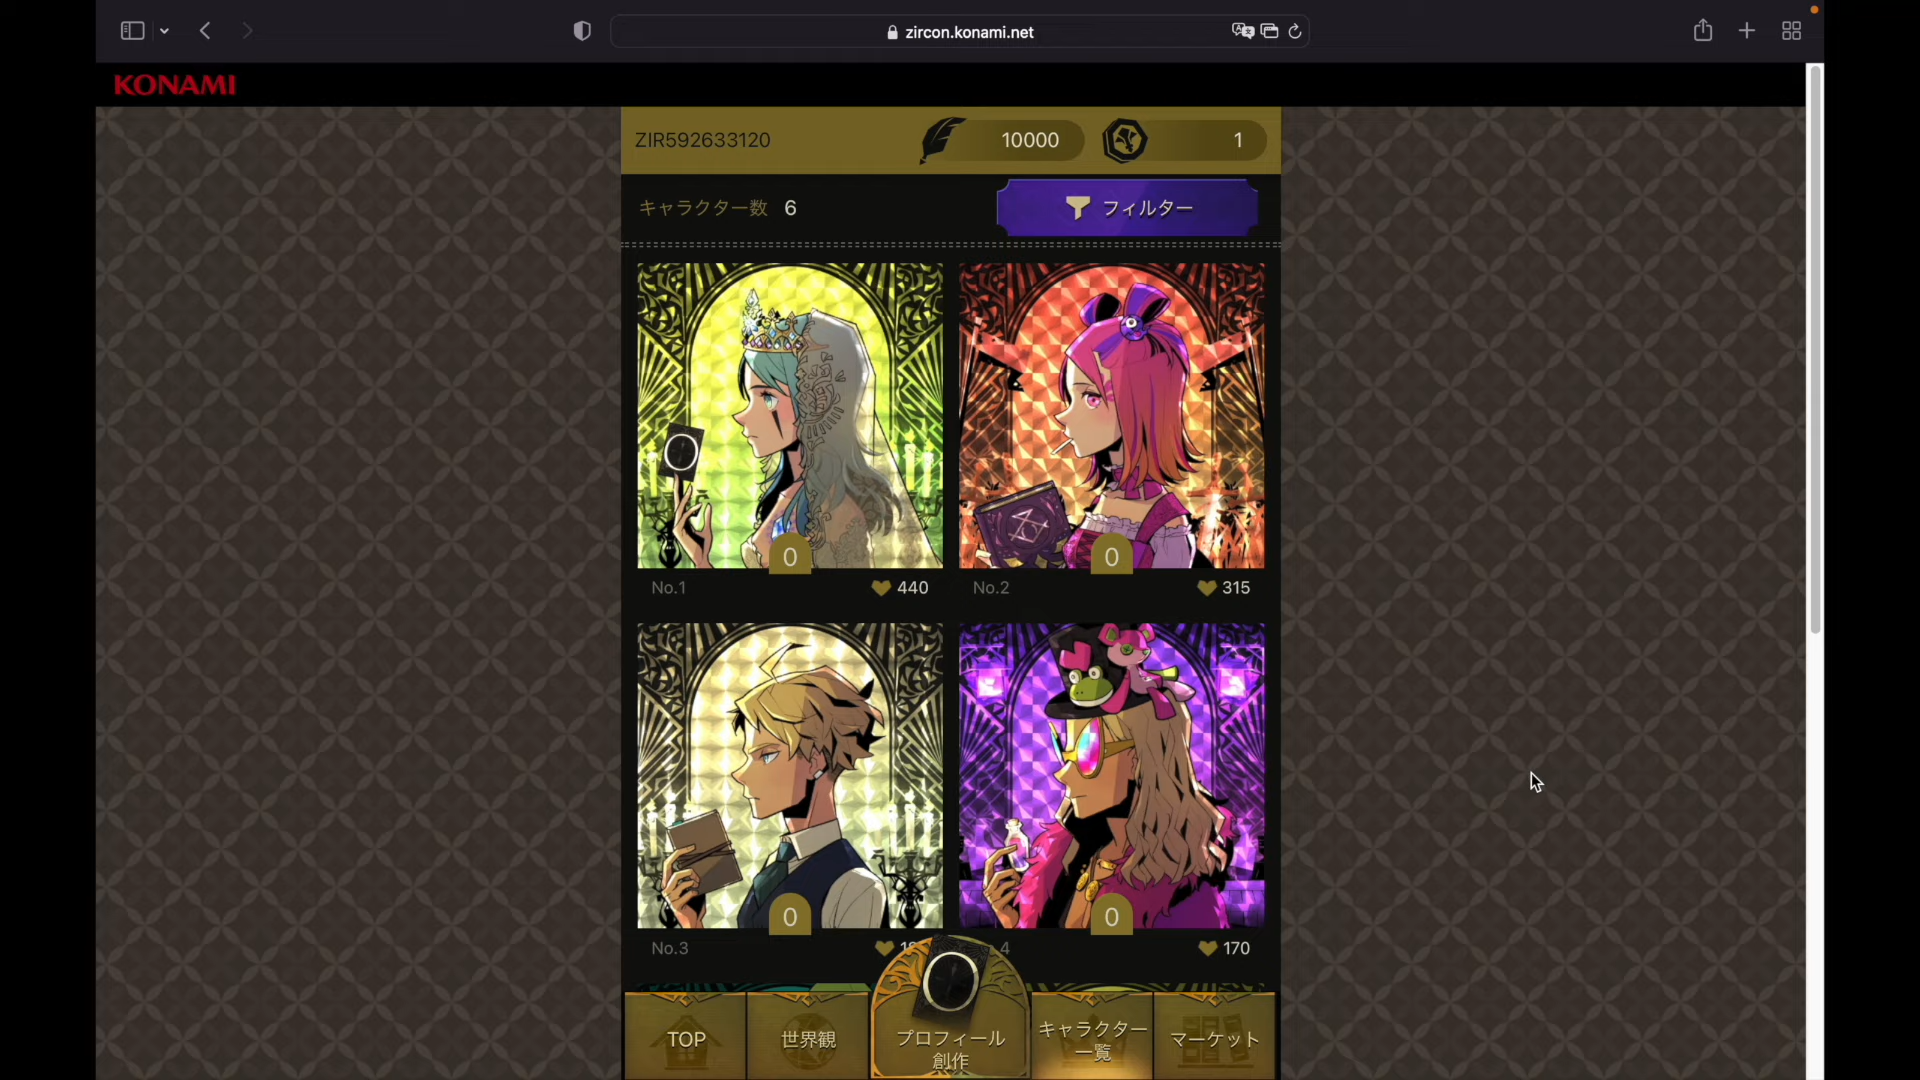 zircon.konami.net
KONAMI
ZIR592633120
10000
1
キャラクター数 6
フィルター
0
0
No.1
440
No.2
315
0
0
No.3
4
170
TOP
世界観
プロフィール
創作
キャラクター
一覧
マーケット